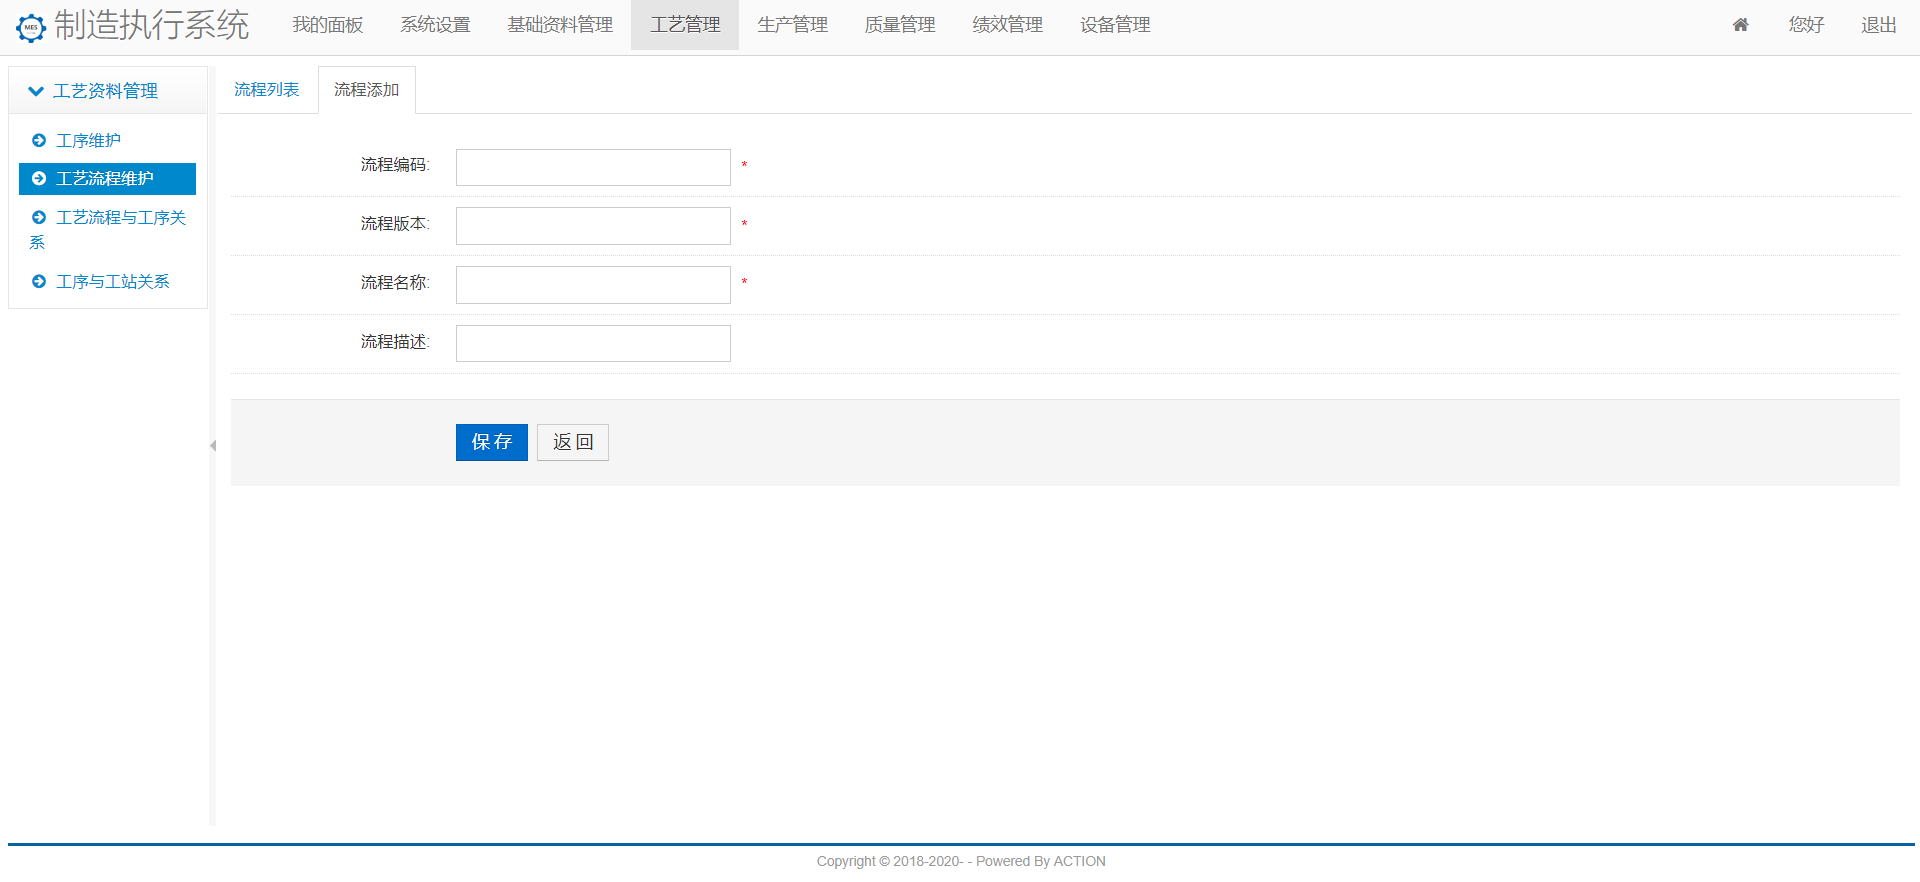 MES 制造执行系统 我的面板 系统设置 基础资料管理 工艺管理 生产管理 质量管理 绩效管理 设备管理 您好 退出
工艺资料管理
工序维护
工艺流程维护
工艺流程与工序关
系
工序与工站关系
流程列表 流程添加
流程编码: *
流程版本: *
流程名称: *
流程描述:
保 存 返 回
Copyright © 2018-2020- - Powered By ACTION